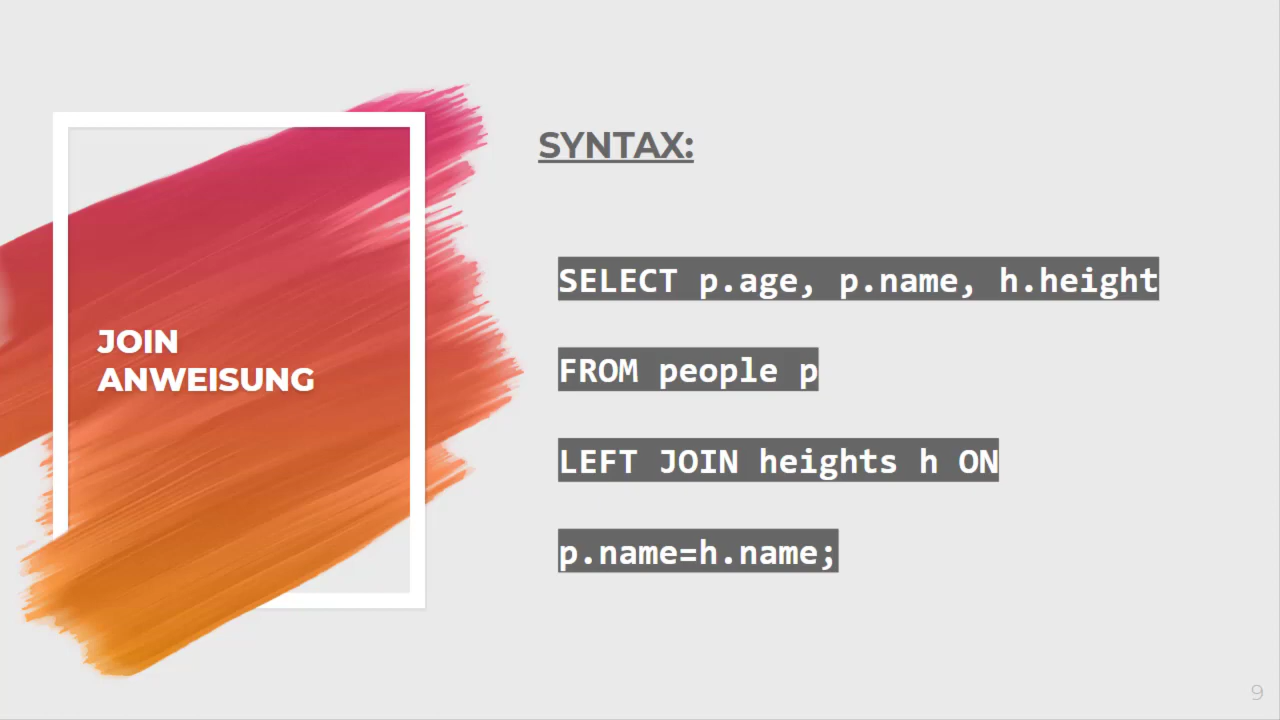 JOIN
ANWEISUNG
SYNTAX:
SELECT p.age, p.name, h.height
FROM people p
LEFT JOIN heights h ON
p.name=h.name;
9